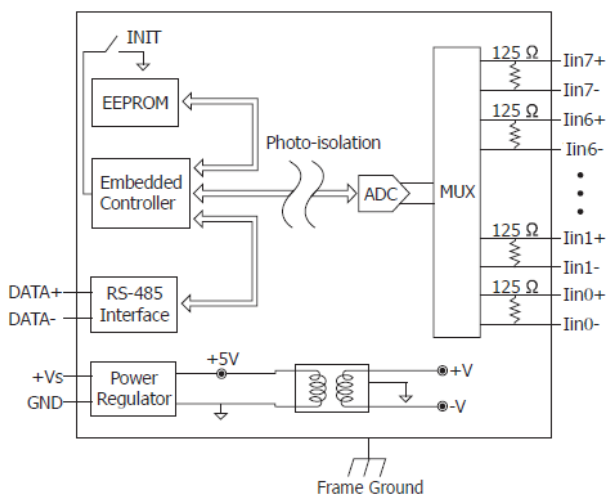 INIT
EEPROM
Photo-isolation
Embedded
Controller
ADC
MUX
125 Ω
Iin7+
Iin7-
125 Ω
Iin6+
Iin6-
125 Ω
Iin1+
Iin1-
125 Ω
Iin0+
Iin0-
DATA+
DATA-
RS-485
Interface
+Vs
GND
Power
Regulator
+5V
+V
-V
Frame Ground